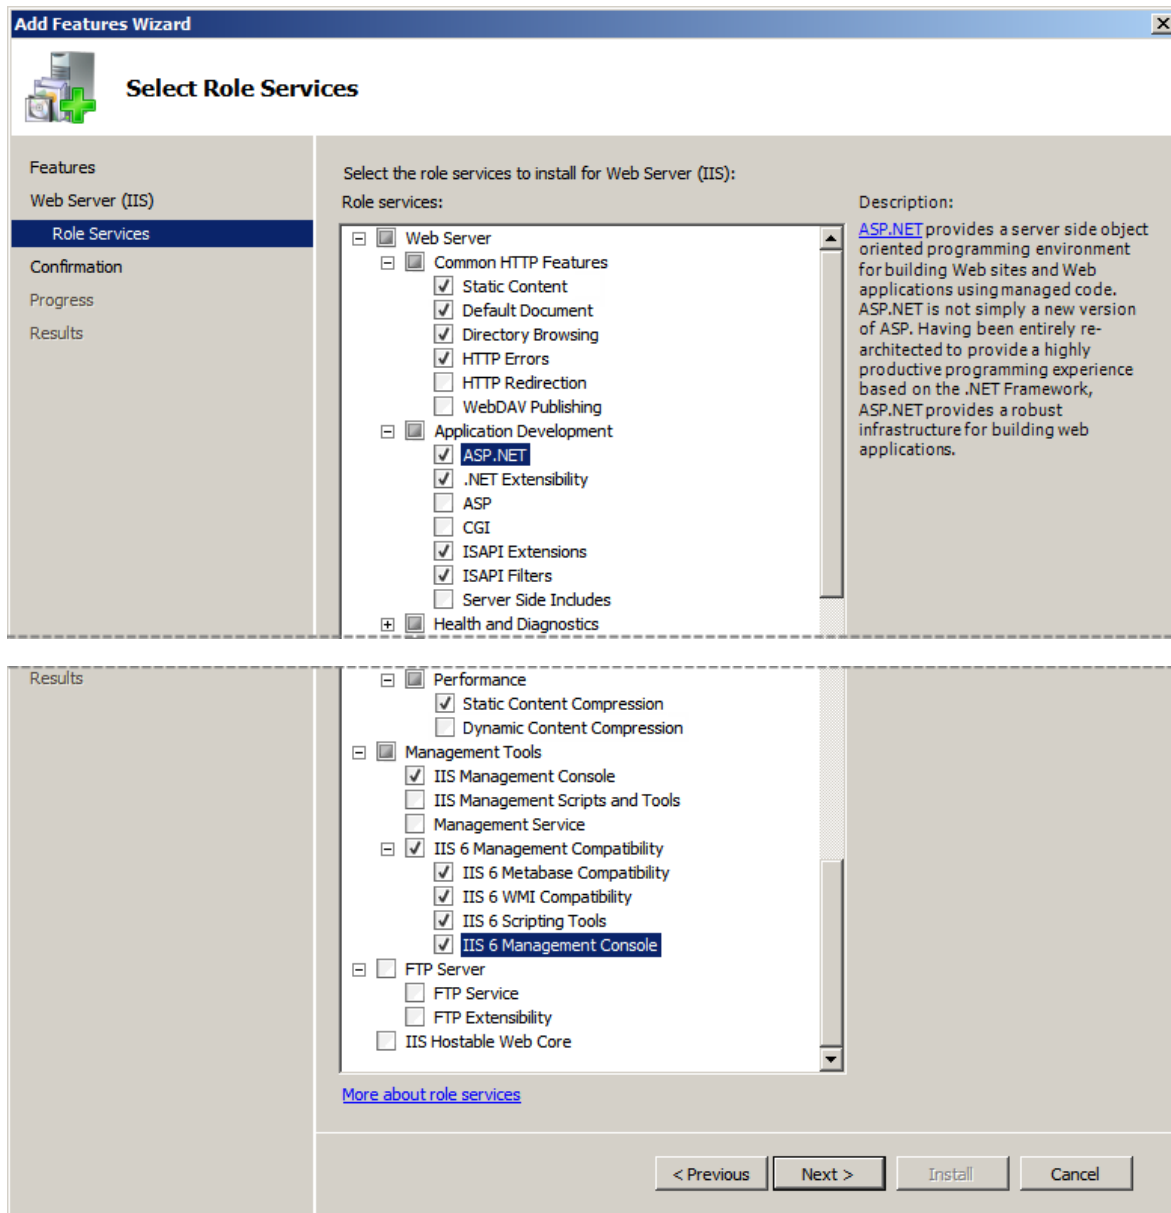 Add Features Wizard
Select Role Services
Features
Web Server (IIS)
Role Services
Confirmation
Progress
Results
Select the role services to install for Web Server (IIS):
Role services:
Web Server
Common HTTP Features
Static Content
Default Document
Directory Browsing
HTTP Errors
HTTP Redirection
WebDAV Publishing
Application Development
ASP.NET
.NET Extensibility
ASP
CGI
ISAPI Extensions
ISAPI Filters
Server Side Includes
Health and Diagnostics
Description:
ASP.NET provides a server side object
oriented programming environment
for building Web sites and Web
applications using managed code.
ASP.NET is not simply a new version
of ASP. Having been entirely re-
architected to provide a highly
productive programming experience
based on the .NET Framework,
ASP.NET provides a robust
infrastructure for building web
applications.
Results
Performance
Static Content Compression
Dynamic Content Compression
Management Tools
IIS Management Console
IIS Management Scripts and Tools
Management Service
IIS 6 Management Compatibility
IIS 6 Metabase Compatibility
IIS 6 WMI Compatibility
IIS 6 Scripting Tools
IIS 6 Management Console
FTP Server
FTP Service
FTP Extensibility
IIS Hostable Web Core
More about role services
< Previous
Next >
Install
Cancel